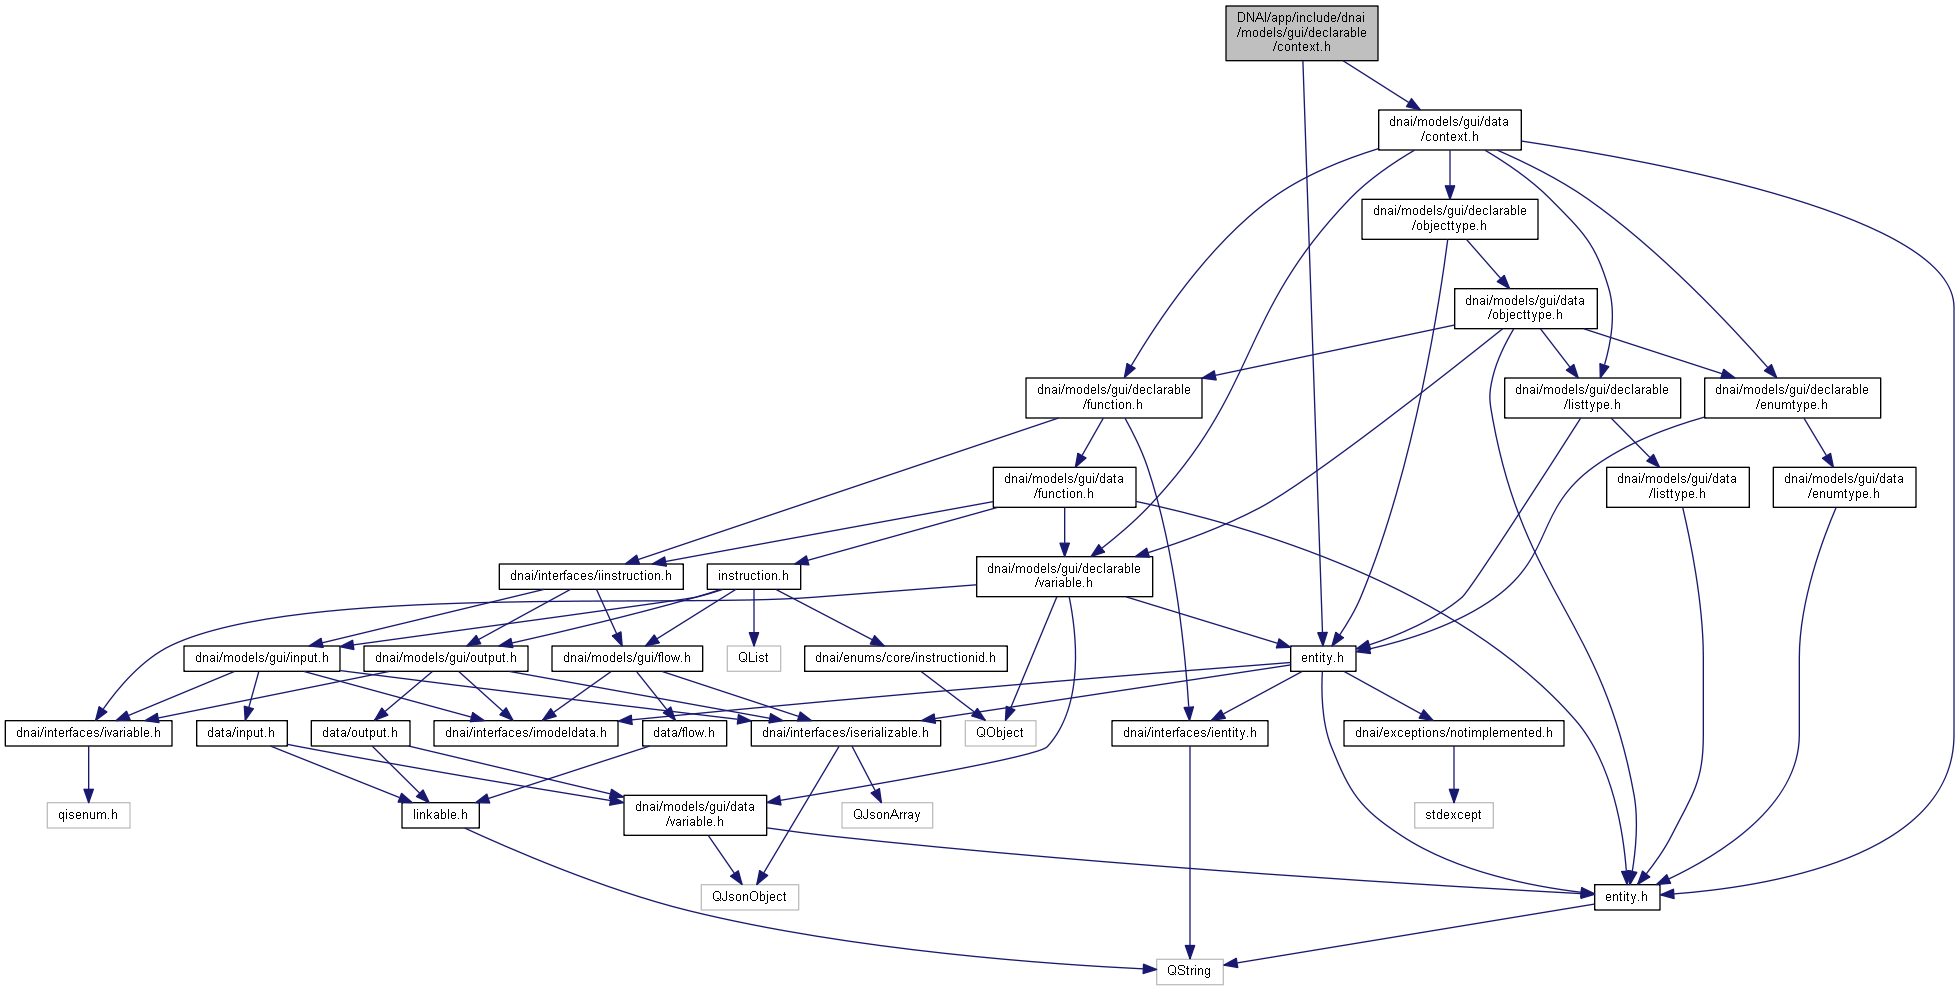 DNAI/app/include/dnai
/models/gui/declarable
/context.h
dnai/models/gui/data
/context.h
dnai/models/gui/declarable
/objecttype.h
dnai/models/gui/data
/objecttype.h
dnai/models/gui/declarable
/function.h
dnai/models/gui/declarable
/listtype.h
dnai/models/gui/declarable
/enumtype.h
dnai/models/gui/data
/function.h
dnai/models/gui/data
/listtype.h
dnai/models/gui/data
/enumtype.h
dnai/interfaces/iinstruction.h
instruction.h
dnai/models/gui/declarable
/variable.h
dnai/models/gui/input.h
dnai/models/gui/output.h
dnai/models/gui/flow.h
QList
dnai/enums/core/instructionid.h
entity.h
dnai/interfaces/ivariable.h
data/input.h
data/output.h
dnai/interfaces/imodeldata.h
data/flow.h
dnai/interfaces/iserializable.h
QObject
dnai/interfaces/ientity.h
dnai/exceptions/notimplemented.h
qisenum.h
linkable.h
dnai/models/gui/data
/variable.h
QJsonArray
stdexcept
QJsonObject
entity.h
QString